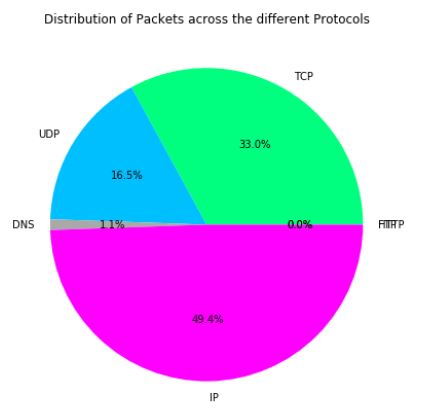 Distribution of Packets across the different Protocols
TCP
33.0%
UDP
16.5%
DNS
1.1%
0.0%
49.4%
IP